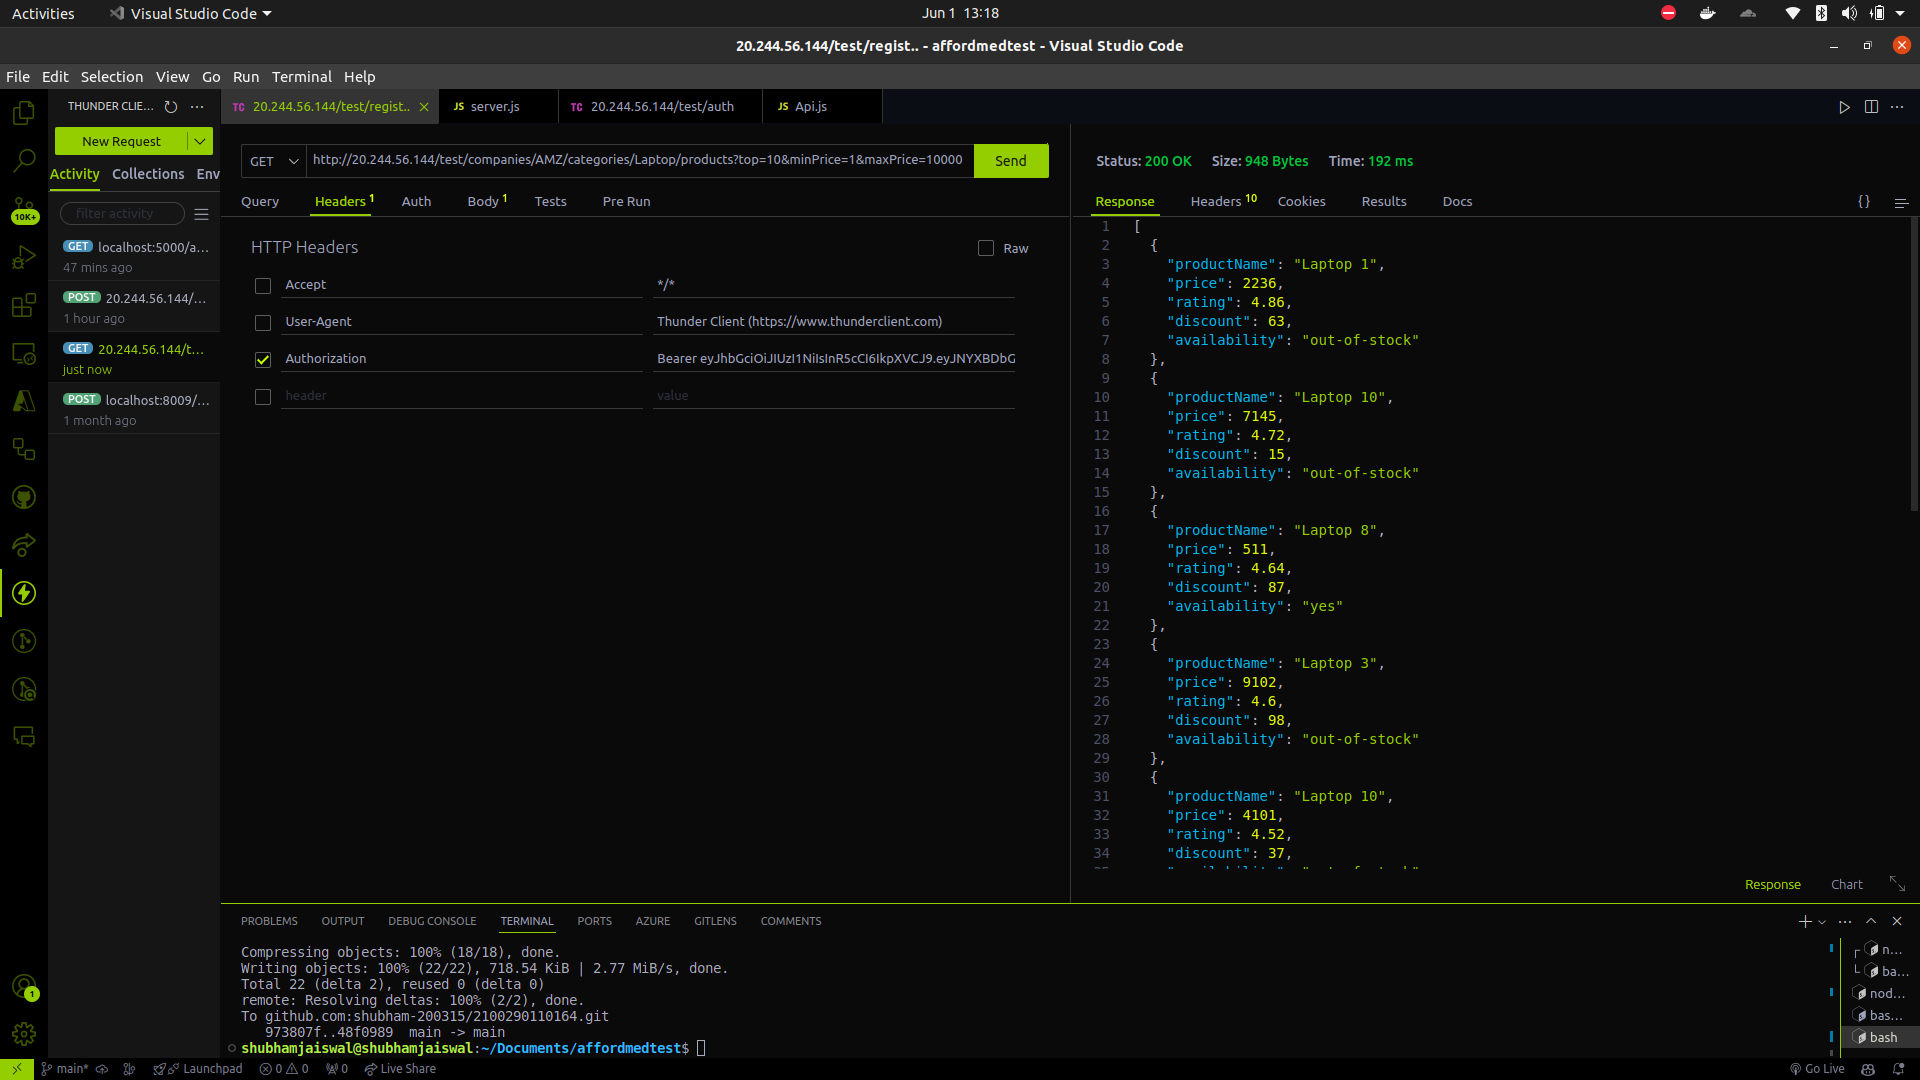 Activities
Visual Studio Code
Jun 1 13:18
20.244.56.144/test/regist.. - affordmedtest - Visual Studio Code
File Edit Selection View Go Run Terminal Help
THUNDER CLIE...
New Request
Activity Collections Env
filter activity
GET localhost:5000/a...
47 mins ago
POST 20.244.56.144/...
1 hour ago
GET 20.244.56.144/t...
just now
POST localhost:8009/...
1 month ago
10K+
1
TC 20.244.56.144/test/regist..
JS server.js
TC 20.244.56.144/test/auth
JS Api.js
GET
http://20.244.56.144/test/companies/AMZ/categories/Laptop/products?top=10&minPrice=1&maxPrice=10000
Send
Query Headers 1 Auth Body 1 Tests Pre Run
HTTP Headers
Raw
Accept */*
User-Agent Thunder Client (https://www.thunderclient.com)
Authorization Bearer eyJhbGciOiJIUzI1NiIsInR5cCI6IkpXVCJ9.eyJNYXBDbG
header value
Status: 200 OK Size: 948 Bytes Time: 192 ms
Response Headers 10 Cookies Results Docs
{}
1 [
2 {
3 "productName": "Laptop 1",
4 "price": 2236,
5 "rating": 4.86,
6 "discount": 63,
7 "availability": "out-of-stock"
8 },
9 {
10 "productName": "Laptop 10",
11 "price": 7145,
12 "rating": 4.72,
13 "discount": 15,
14 "availability": "out-of-stock"
15 },
16 {
17 "productName": "Laptop 8",
18 "price": 511,
19 "rating": 4.64,
20 "discount": 87,
21 "availability": "yes"
22 },
23 {
24 "productName": "Laptop 3",
25 "price": 9102,
26 "rating": 4.6,
27 "discount": 98,
28 "availability": "out-of-stock"
29 },
30 {
31 "productName": "Laptop 10",
32 "price": 4101,
33 "rating": 4.52,
34 "discount": 37,
Response Chart
PROBLEMS OUTPUT DEBUG CONSOLE TERMINAL PORTS AZURE GITLENS COMMENTS
Compressing objects: 100% (18/18), done.
Writing objects: 100% (22/22), 718.54 KiB | 2.77 MiB/s, done.
Total 22 (delta 2), reused 0 (delta 0)
remote: Resolving deltas: 100% (2/2), done.
To github.com:shubham-200315/2100290110164.git
973807f..48f0989 main -> main
shubhamjaiswal@shubhamjaiswal:~/Documents/affordmedtest$
n...
ba...
nod...
bas...
bash
main* Launchpad 0 0 0 Live Share
Go Live